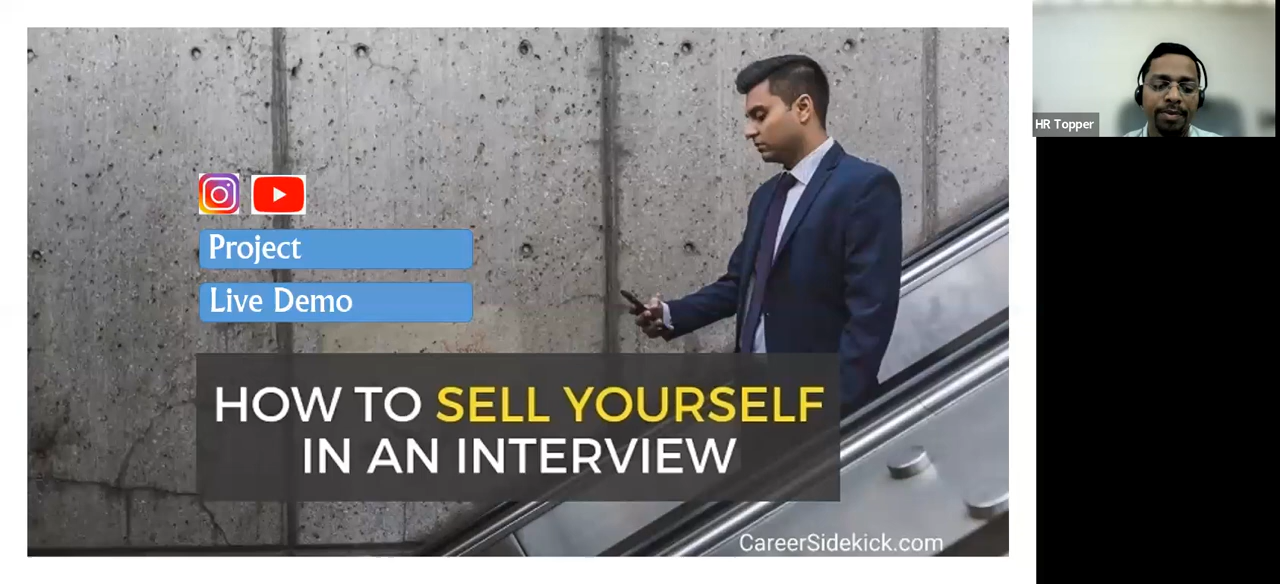 Project
Live Demo
HOW TO SELL YOURSELF
IN AN INTERVIEW
CareerSidekick.com
HR Topper